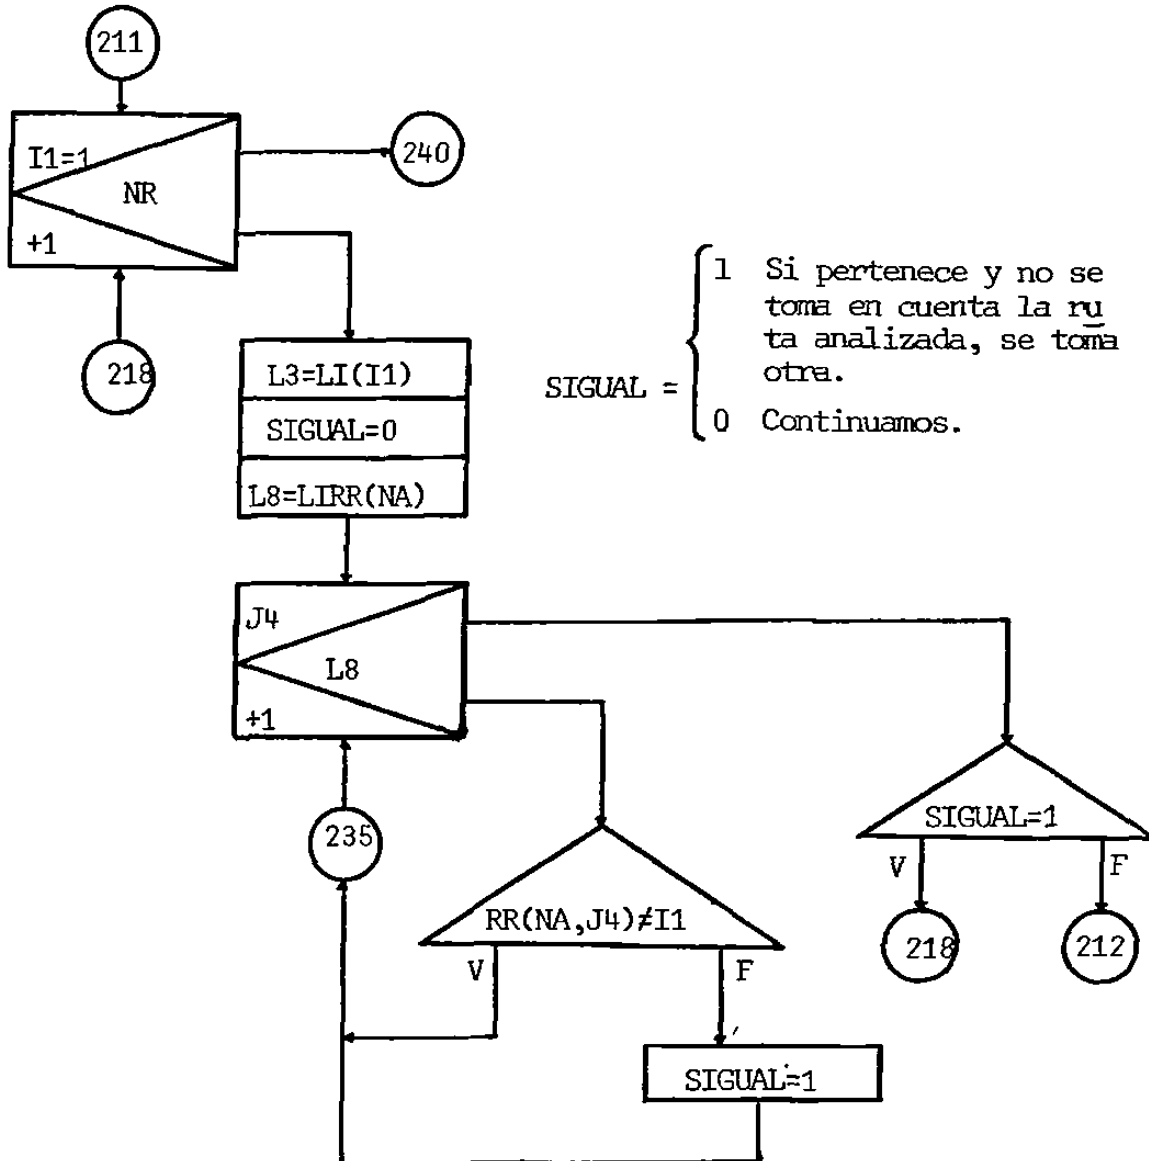 211
I1=1
NR
+1
240
218
L3=LI(I1)
SIGUAL=0
L8=LIRR(NA)
SIGUAL =
1 Si pertenece y no se
toma en cuenta la ru
ta analizada, se toma
otra.
0 Continuamos.
J4
L8
+1
235
RR(NA,J4)≠I1
V
F
SIGUAL=1
SIGUAL=1
V
F
218
212